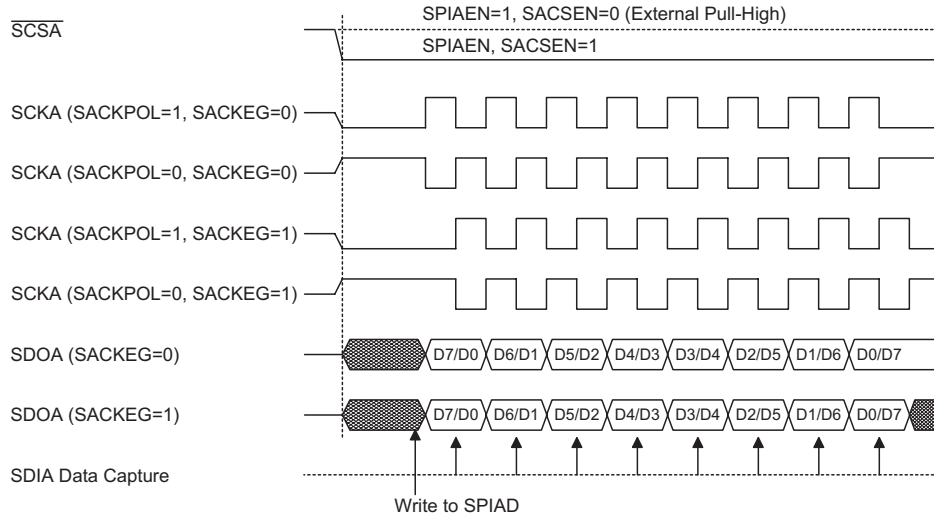 SPIAEN=1, SACSEN=0 (External Pull-High)
SCSA
SPIAEN, SACSEN=1
SCKA (SACKPOL=1, SACKEG=0)
SCKA (SACKPOL=0, SACKEG=0)
SCKA (SACKPOL=1, SACKEG=1)
SCKA (SACKPOL=0, SACKEG=1)
SDOA (SACKEG=0) D7/D0 D6/D1 D5/D2 D4/D3 D3/D4 D2/D5 D1/D6 D0/D7
SDOA (SACKEG=1) D7/D0 D6/D1 D5/D2 D4/D3 D3/D4 D2/D5 D1/D6 D0/D7
SDIA Data Capture
Write to SPIAD